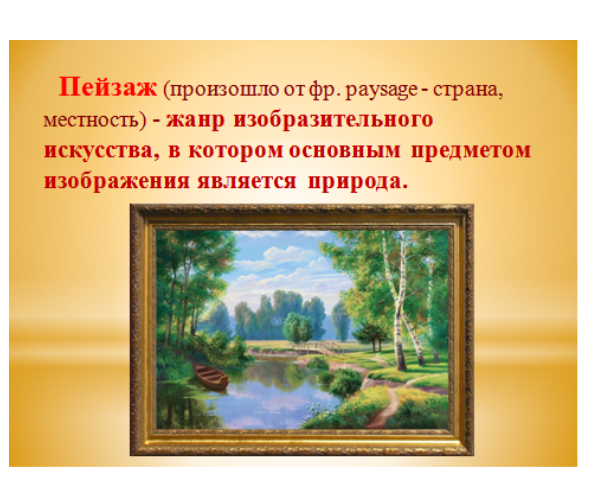 Пейзаж (произошло от фр. paysage - страна,
местность) - жанр изобразительного
искусства, в котором основным предметом
изображения является природа.